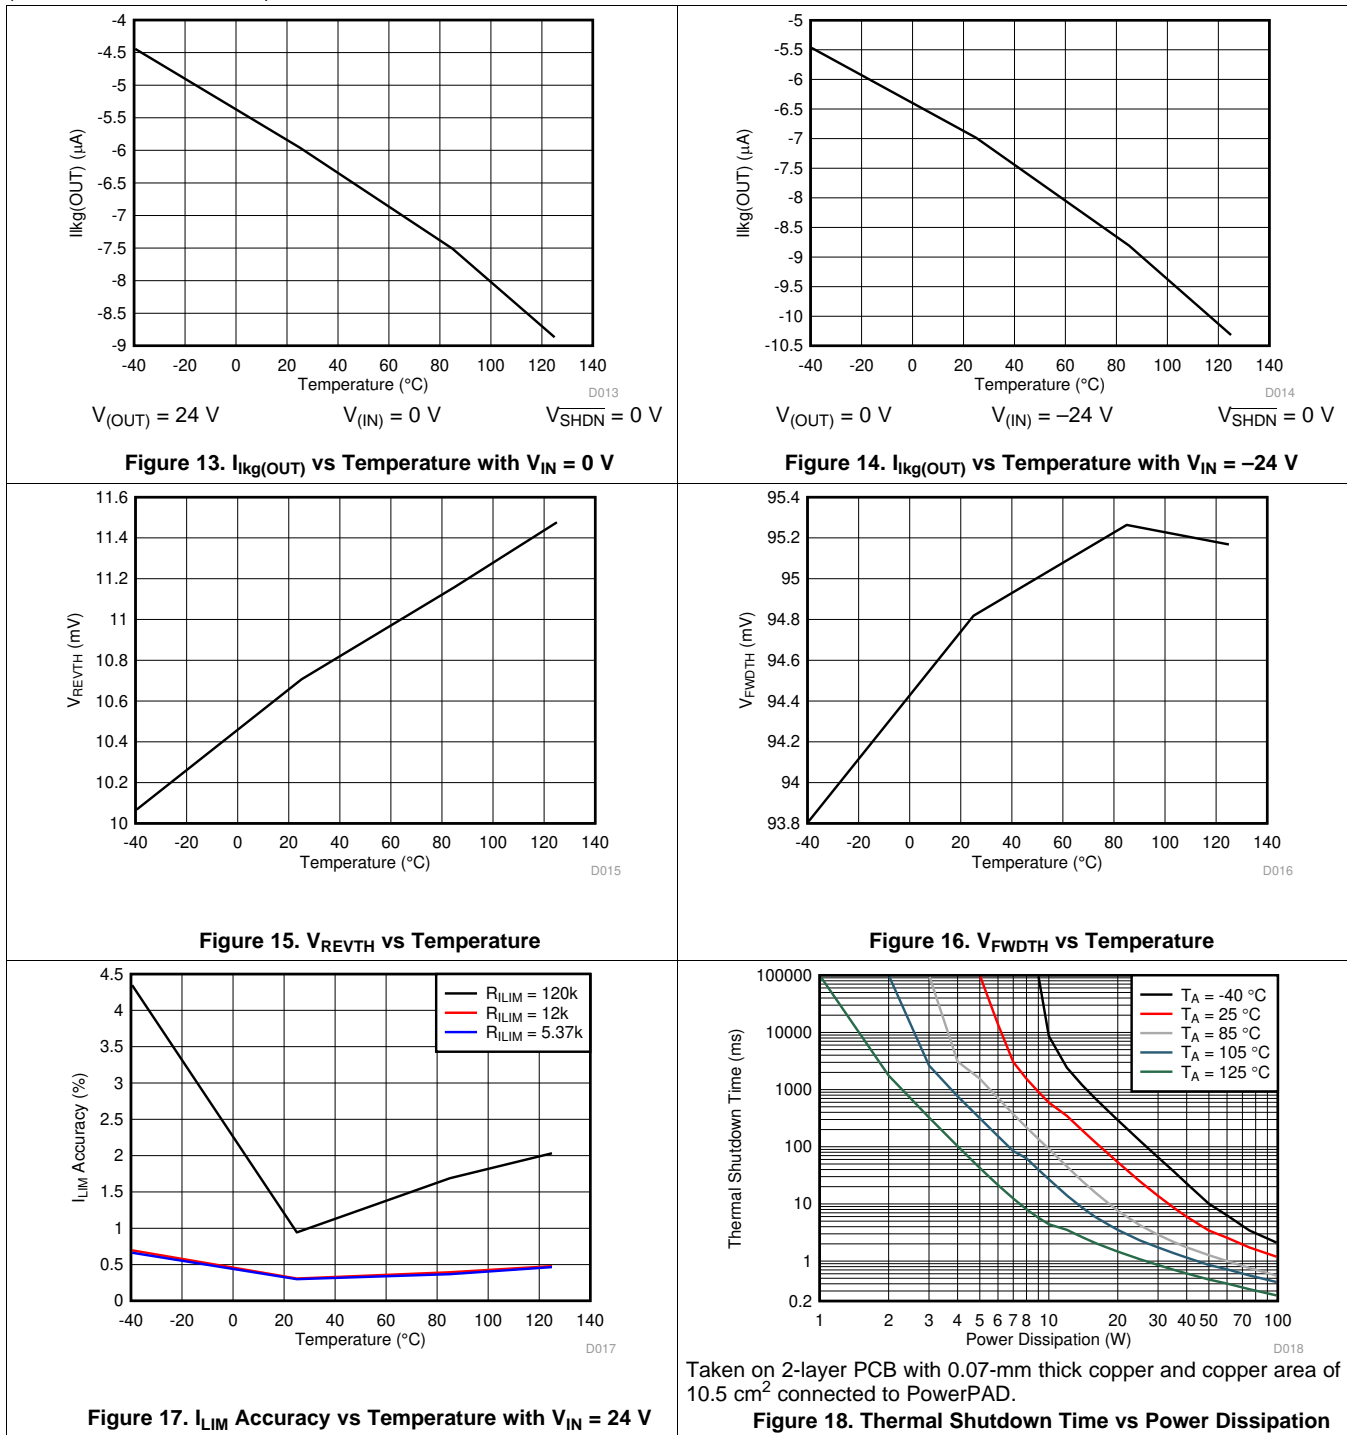 -4
-4.5
-5
-5.5
-6
-6.5
-7
-7.5
-8
-8.5
-9
Ilkg(OUT) (µA)
-40 -20 0 20 40 60 80 100 120 140
Temperature (°C)
D013
V(OUT) = 24 V V(IN) = 0 V VSHDN = 0 V
Figure 13. Ilkg(OUT) vs Temperature with VIN = 0 V
-5
-5.5
-6
-6.5
-7
-7.5
-8
-8.5
-9
-9.5
-10
-10.5
Ilkg(OUT) (µA)
-40 -20 0 20 40 60 80 100 120 140
Temperature (°C)
D014
V(OUT) = 0 V V(IN) = –24 V VSHDN = 0 V
Figure 14. Ilkg(OUT) vs Temperature with VIN = –24 V
11.6
11.4
11.2
11
10.8
10.6
10.4
10.2
10
VREVTH (mV)
-40 -20 0 20 40 60 80 100 120 140
Temperature (°C)
D015
Figure 15. VREVTH vs Temperature
95.4
95.2
95
94.8
94.6
94.4
94.2
94
93.8
VFWDTH (mV)
-40 -20 0 20 40 60 80 100 120 140
Temperature (°C)
D016
Figure 16. VFWDTH vs Temperature
4.5
4
3.5
3
2.5
2
1.5
1
0.5
0
ILIM Accuracy (%)
RILIM = 120k
RILIM = 12k
RILIM = 5.37k
-40 -20 0 20 40 60 80 100 120 140
Temperature (°C)
D017
Figure 17. ILIM Accuracy vs Temperature with VIN = 24 V
100000
10000
1000
100
10
1
0.2
Thermal Shutdown Time (ms)
TA = -40 °C
TA = 25 °C
TA = 85 °C
TA = 105 °C
TA = 125 °C
1 2 3 4 5 6 7 8 10 20 30 40 50 70 100
Power Dissipation (W)
D018
Taken on 2-layer PCB with 0.07-mm thick copper and copper area of
10.5 cm2 connected to PowerPAD.
Figure 18. Thermal Shutdown Time vs Power Dissipation